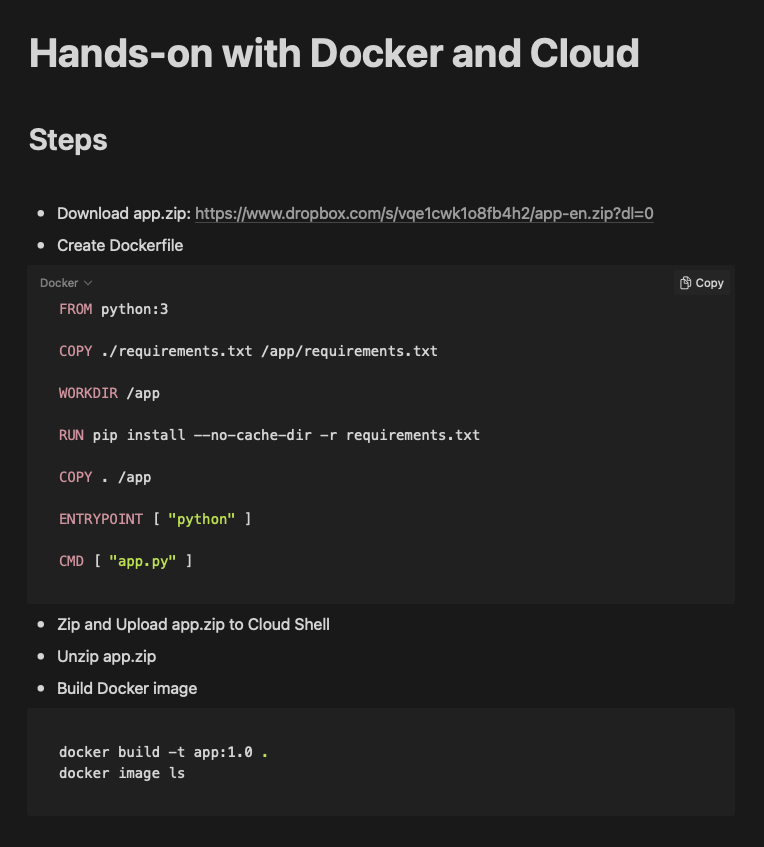 Hands-on with Docker and Cloud
Steps
• Download app.zip: https://www.dropbox.com/s/vqe1cwk1o8fb4h2/app-en.zip?dl=0
• Create Dockerfile
Docker
Copy
FROM python:3
COPY ./requirements.txt /app/requirements.txt
WORKDIR /app
RUN pip install --no-cache-dir -r requirements.txt
COPY . /app
ENTRYPOINT [ "python" ]
CMD [ "app.py" ]
• Zip and Upload app.zip to Cloud Shell
• Unzip app.zip
• Build Docker image
docker build -t app:1.0 .
docker image ls